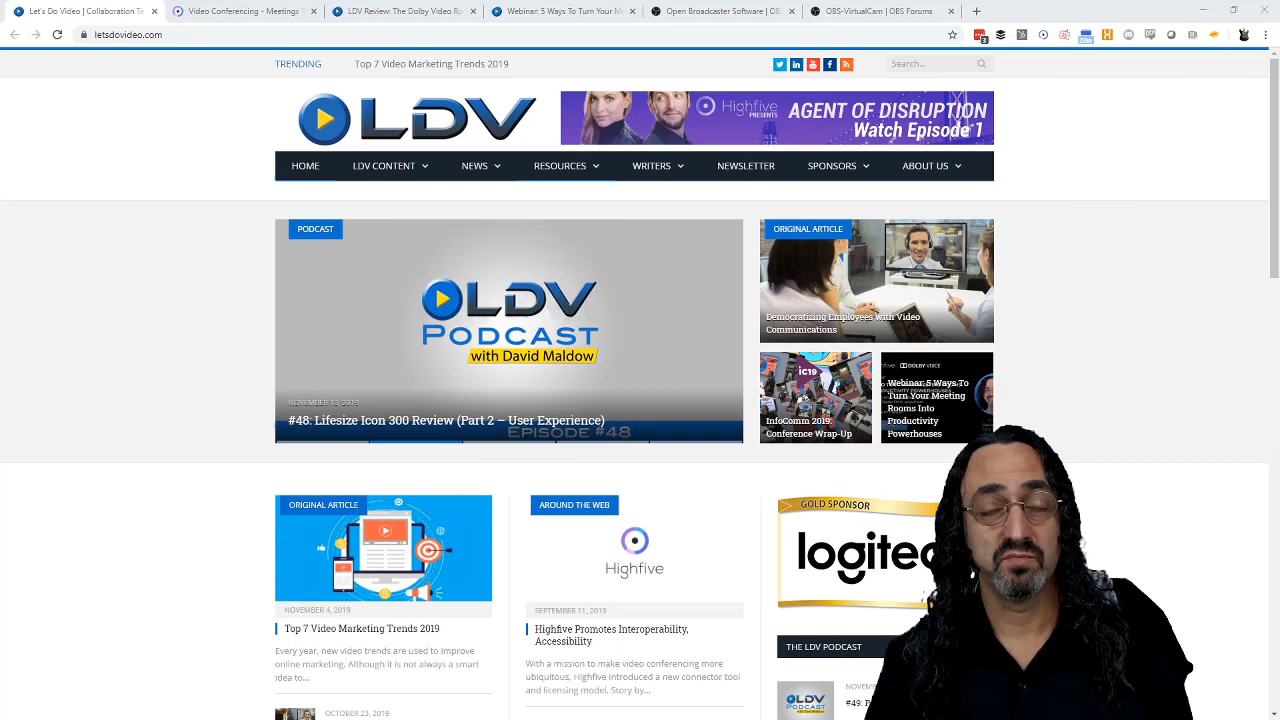 Let's Do Video | Collaboration Te
Video Conferencing - Meetings
LDV Review: The Dolby Video R
Webinar: 5 Ways To Turn Your M
Open Broadcaster Software | OBS
OBS-VirtualCam | OBS Forums
letsdovideo.com
TRENDING
Top 7 Video Marketing Trends 2019
Search...
LDV
Highfive
PRESENTS
AGENT OF DISRUPTION
Watch Episode 1
HOME
LDV CONTENT
NEWS
RESOURCES
WRITERS
NEWSLETTER
SPONSORS
ABOUT US
PODCAST
LDV
PODCAST
with David Maldow
NOVEMBER 13, 2019
#48: Lifesize Icon 300 Review (Part 2 – User Experience)
EPISODE #48
ORIGINAL ARTICLE
Democratizing Employees with Video
Communications
ic19
InfoComm 2019:
Conference Wrap-Up
DOLBY VOICE
Webinar: 5 Ways To
Turn Your Meeting
Rooms Into
Productivity
Powerhouses
ORIGINAL ARTICLE
NOVEMBER 4, 2019
Top 7 Video Marketing Trends 2019
Every year, new video trends are used to improve
online marketing. Although it is not always a smart
idea to...
OCTOBER 23, 2019
AROUND THE WEB
Highfive
SEPTEMBER 11, 2019
Highfive Promotes Interoperability,
Accessibility
With a mission to make video conferencing more
ubiquitous, Highfive introduced a new connector tool
and licensing model. Story by...
GOLD SPONSOR
logitec
THE LDV PODCAST
LDV
NOVEM
#49: P